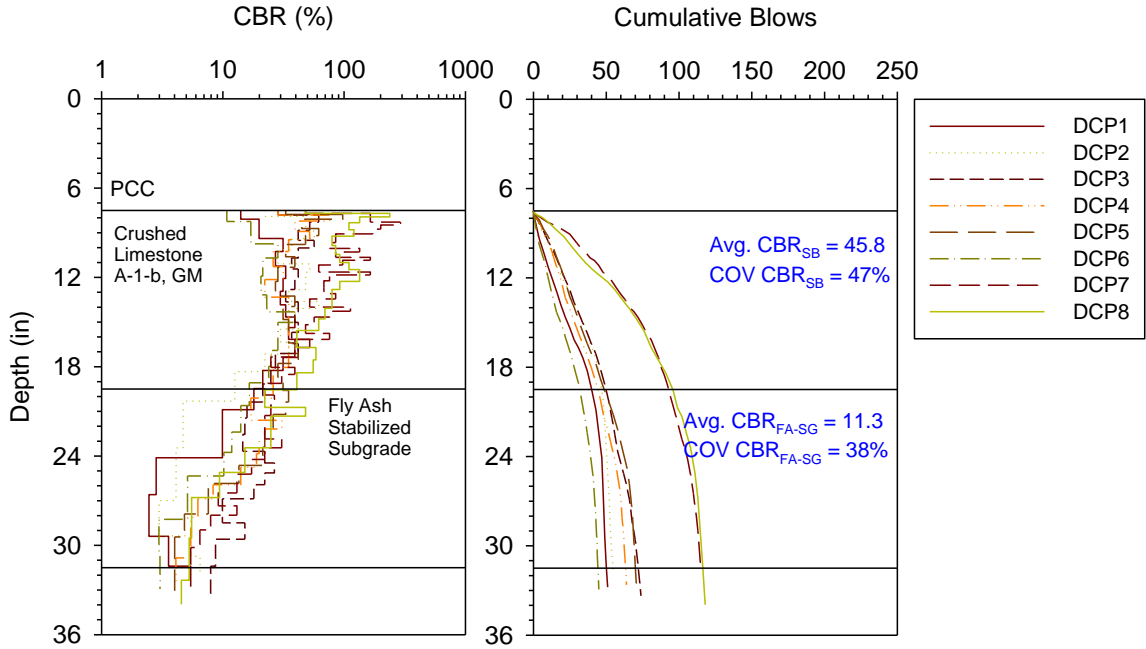 CBR (%)
Cumulative Blows
1 10 100 1000
0 50 100 150 200 250
Depth (in)
0
6
12
18
24
30
36
PCC
Crushed
Limestone
A-1-b, GM
Fly Ash
Stabilized
Subgrade
0
6
12
18
24
30
36
Avg. CBR_SB = 45.8
COV CBR_SB = 47%
Avg. CBR_FA-SG = 11.3
COV CBR_FA-SG = 38%
DCP1
DCP2
DCP3
DCP4
DCP5
DCP6
DCP7
DCP8